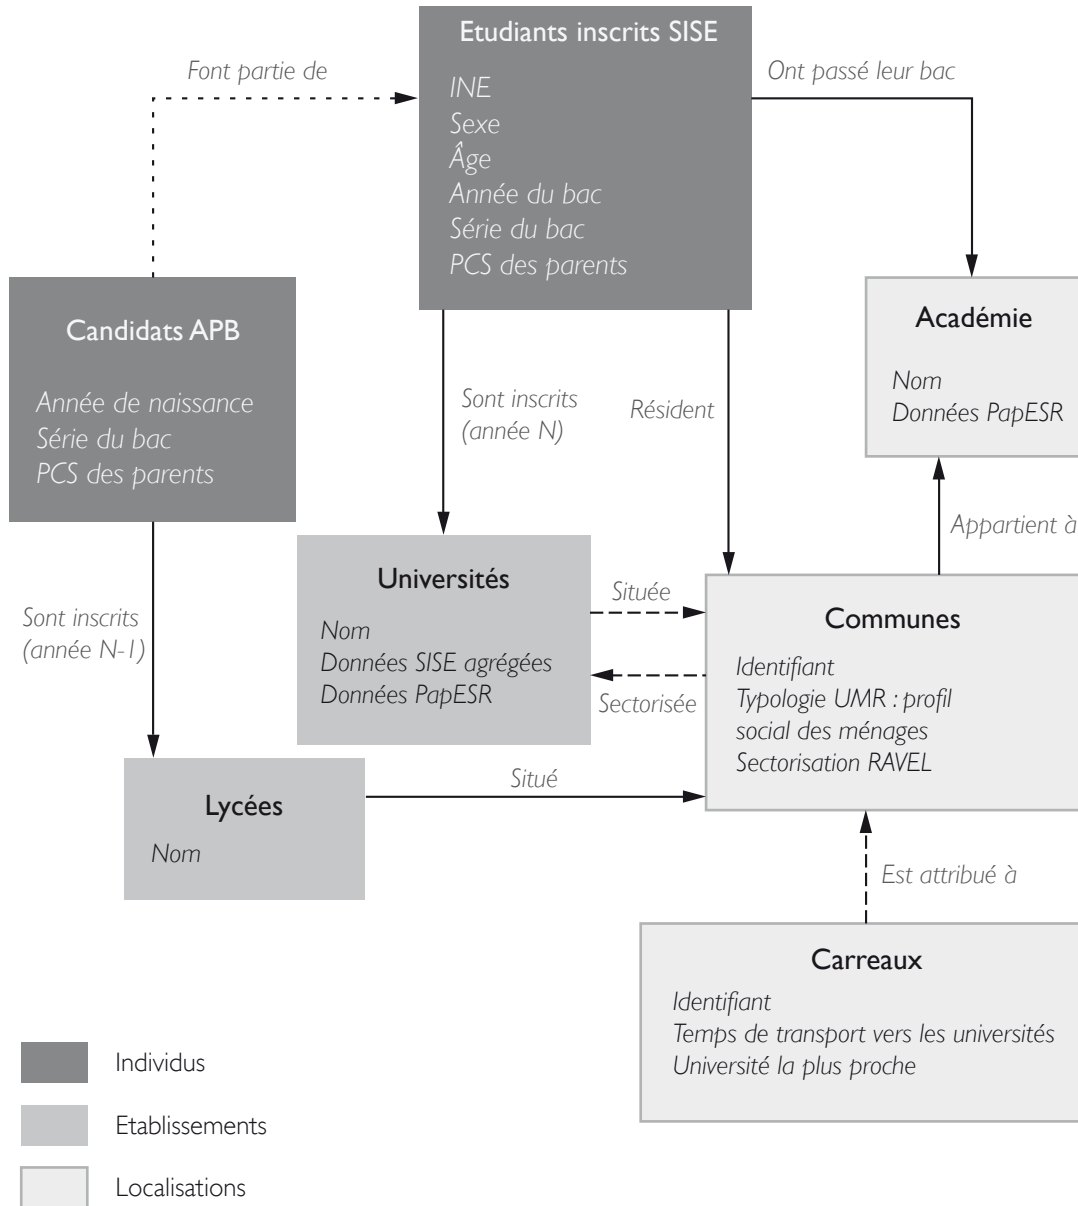 Etudiants inscrits SISE
INE
Sexe
Âge
Année du bac
Série du bac
PCS des parents
Font partie de
Ont passé leur bac
Candidats APB
Année de naissance
Série du bac
PCS des parents
Académie
Nom
Données PapESR
Sont inscrits
(année N)
Résident
Appartient à
Sont inscrits
(année N-1)
Universités
Nom
Données SISE agrégées
Données PapESR
Située
Sectorisée
Communes
Identifiant
Typologie UMR : profil
social des ménages
Sectorisation RAVEL
Lycées
Nom
Situé
Est attribué à
Carreaux
Identifiant
Temps de transport vers les universités
Université la plus proche
Individus
Etablissements
Localisations